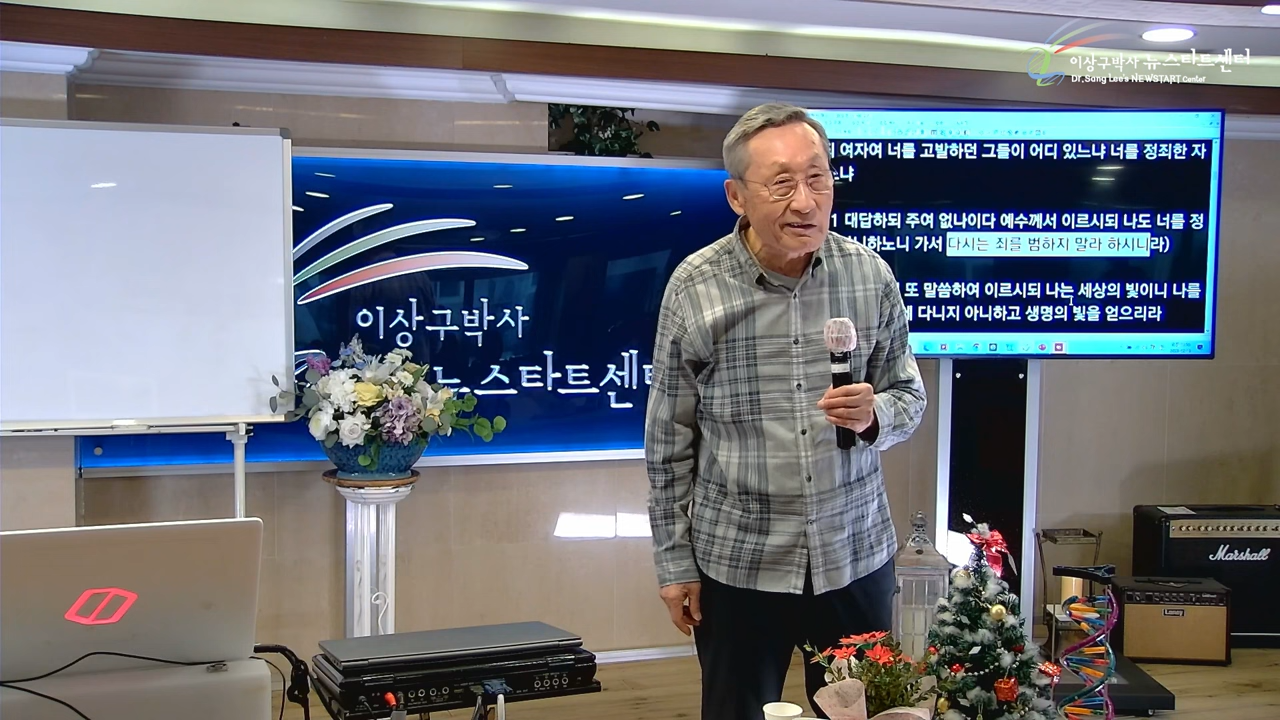 이상구박사 뉴스타트센터
Dr. Sang Lee's NEWSTART Center
여자여 너를 고발하던 그들이 어디 있느냐 너를 정죄한 자
냐
1 대답하되 주여 없나이다 예수께서 이르시되 나도 너를 정
하노니 가서 다시는 죄를 범하지 말라 하시니라)
또 말씀하여 이르시되 나는 세상의 빛이니 나를
다니지 아니하고 생명의 빛을 얻으리라
이상구박사
뉴스타트센터
Marshall
Laney